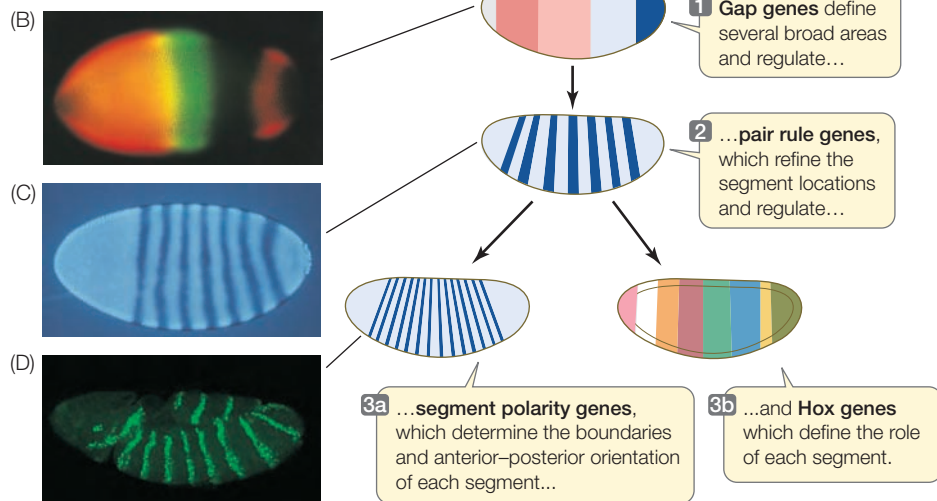 (B)
1 Gap genes define
several broad areas
and regulate…
2 …pair rule genes,
which refine the
segment locations
and regulate…
(C)
(D)
3a …segment polarity genes,
which determine the boundaries
and anterior–posterior orientation
of each segment...
3b ...and Hox genes
which define the role
of each segment.